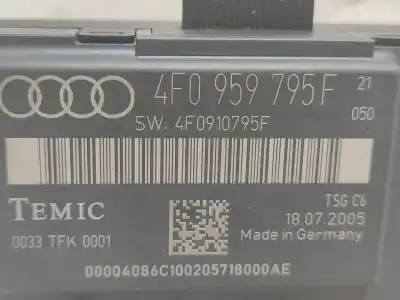 4F0 959 795F 21
SW: 4F0910795F 050
TEMIC
0033 TFK 0001
TSG C6
18.07.2005
Made in Germany
00004086C100205718000AE